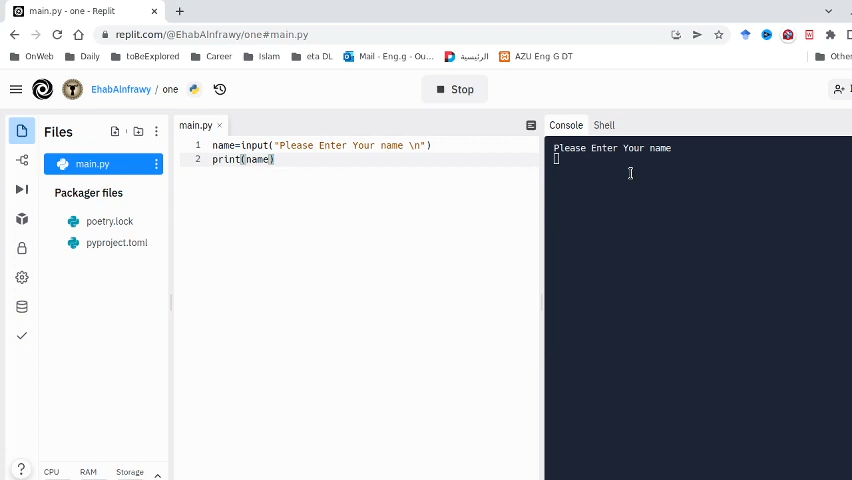 main.py - one - Replit
replit.com/@EhabAlnfrawy/one#main.py
OnWeb Daily toBeExplored Career Islam eta DL Mail - Eng.g - Ou... الرئيسية AZU Eng G DT Other
EhabAlnfrawy / one Stop
Files main.py Console Shell
main.py
Packager files
poetry.lock
pyproject.toml
1 name=input("Please Enter Your name \n")
2 print(name)
Please Enter Your name
CPU RAM Storage